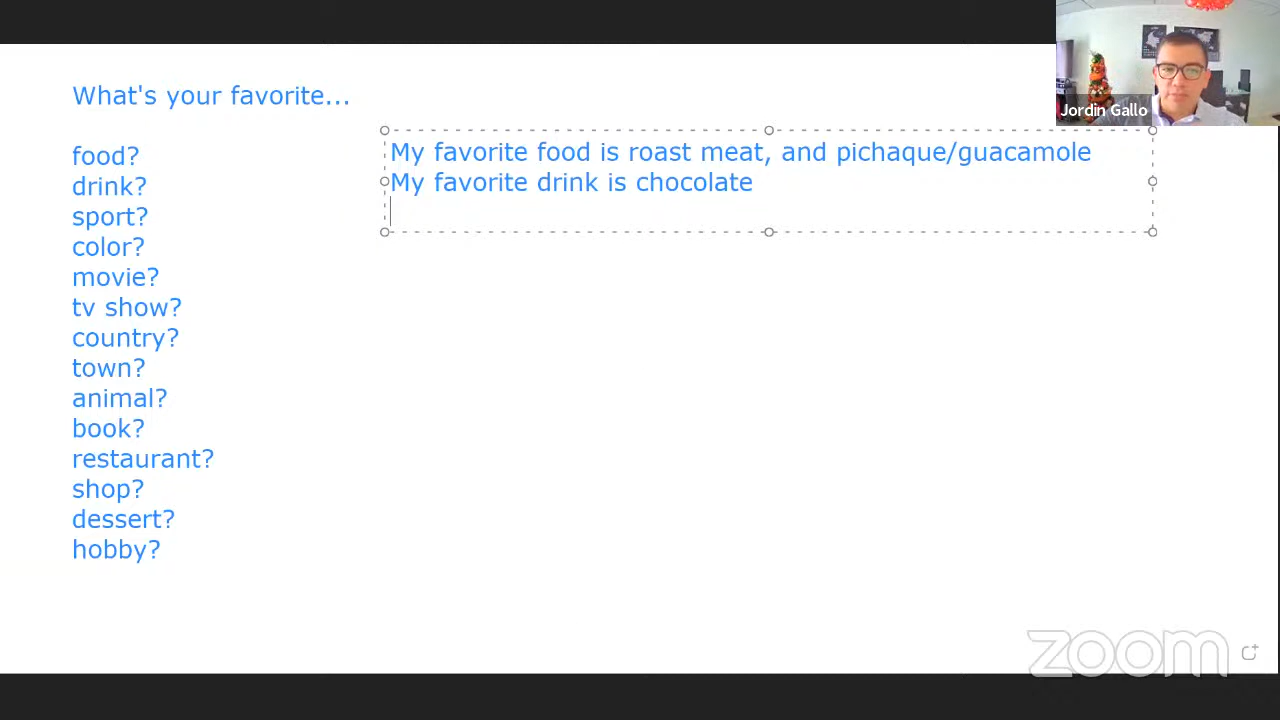 What's your favorite...
food?
drink?
sport?
color?
movie?
tv show?
country?
town?
animal?
book?
restaurant?
shop?
dessert?
hobby?
My favorite food is roast meat, and pichaque/guacamole
My favorite drink is chocolate
Jordin Gallo
zoom